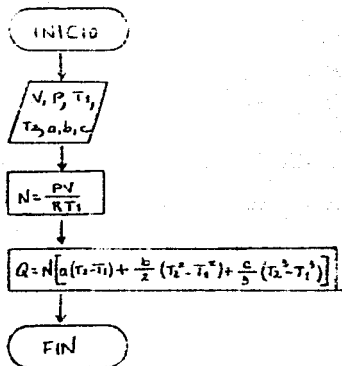 INICIO
V, P, T1,
T2, a, b, c
N = PV / RT1
Q = N[a(T2-T1) + b/2 (T2² - T1²) + c/3 (T2³ - T1³)]
FIN